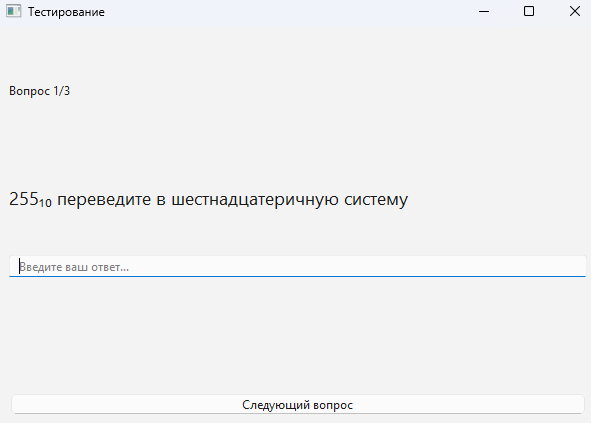 Тестирование
Вопрос 1/3
255₁₀ переведите в шестнадцатеричную систему
Введите ваш ответ...
Следующий вопрос